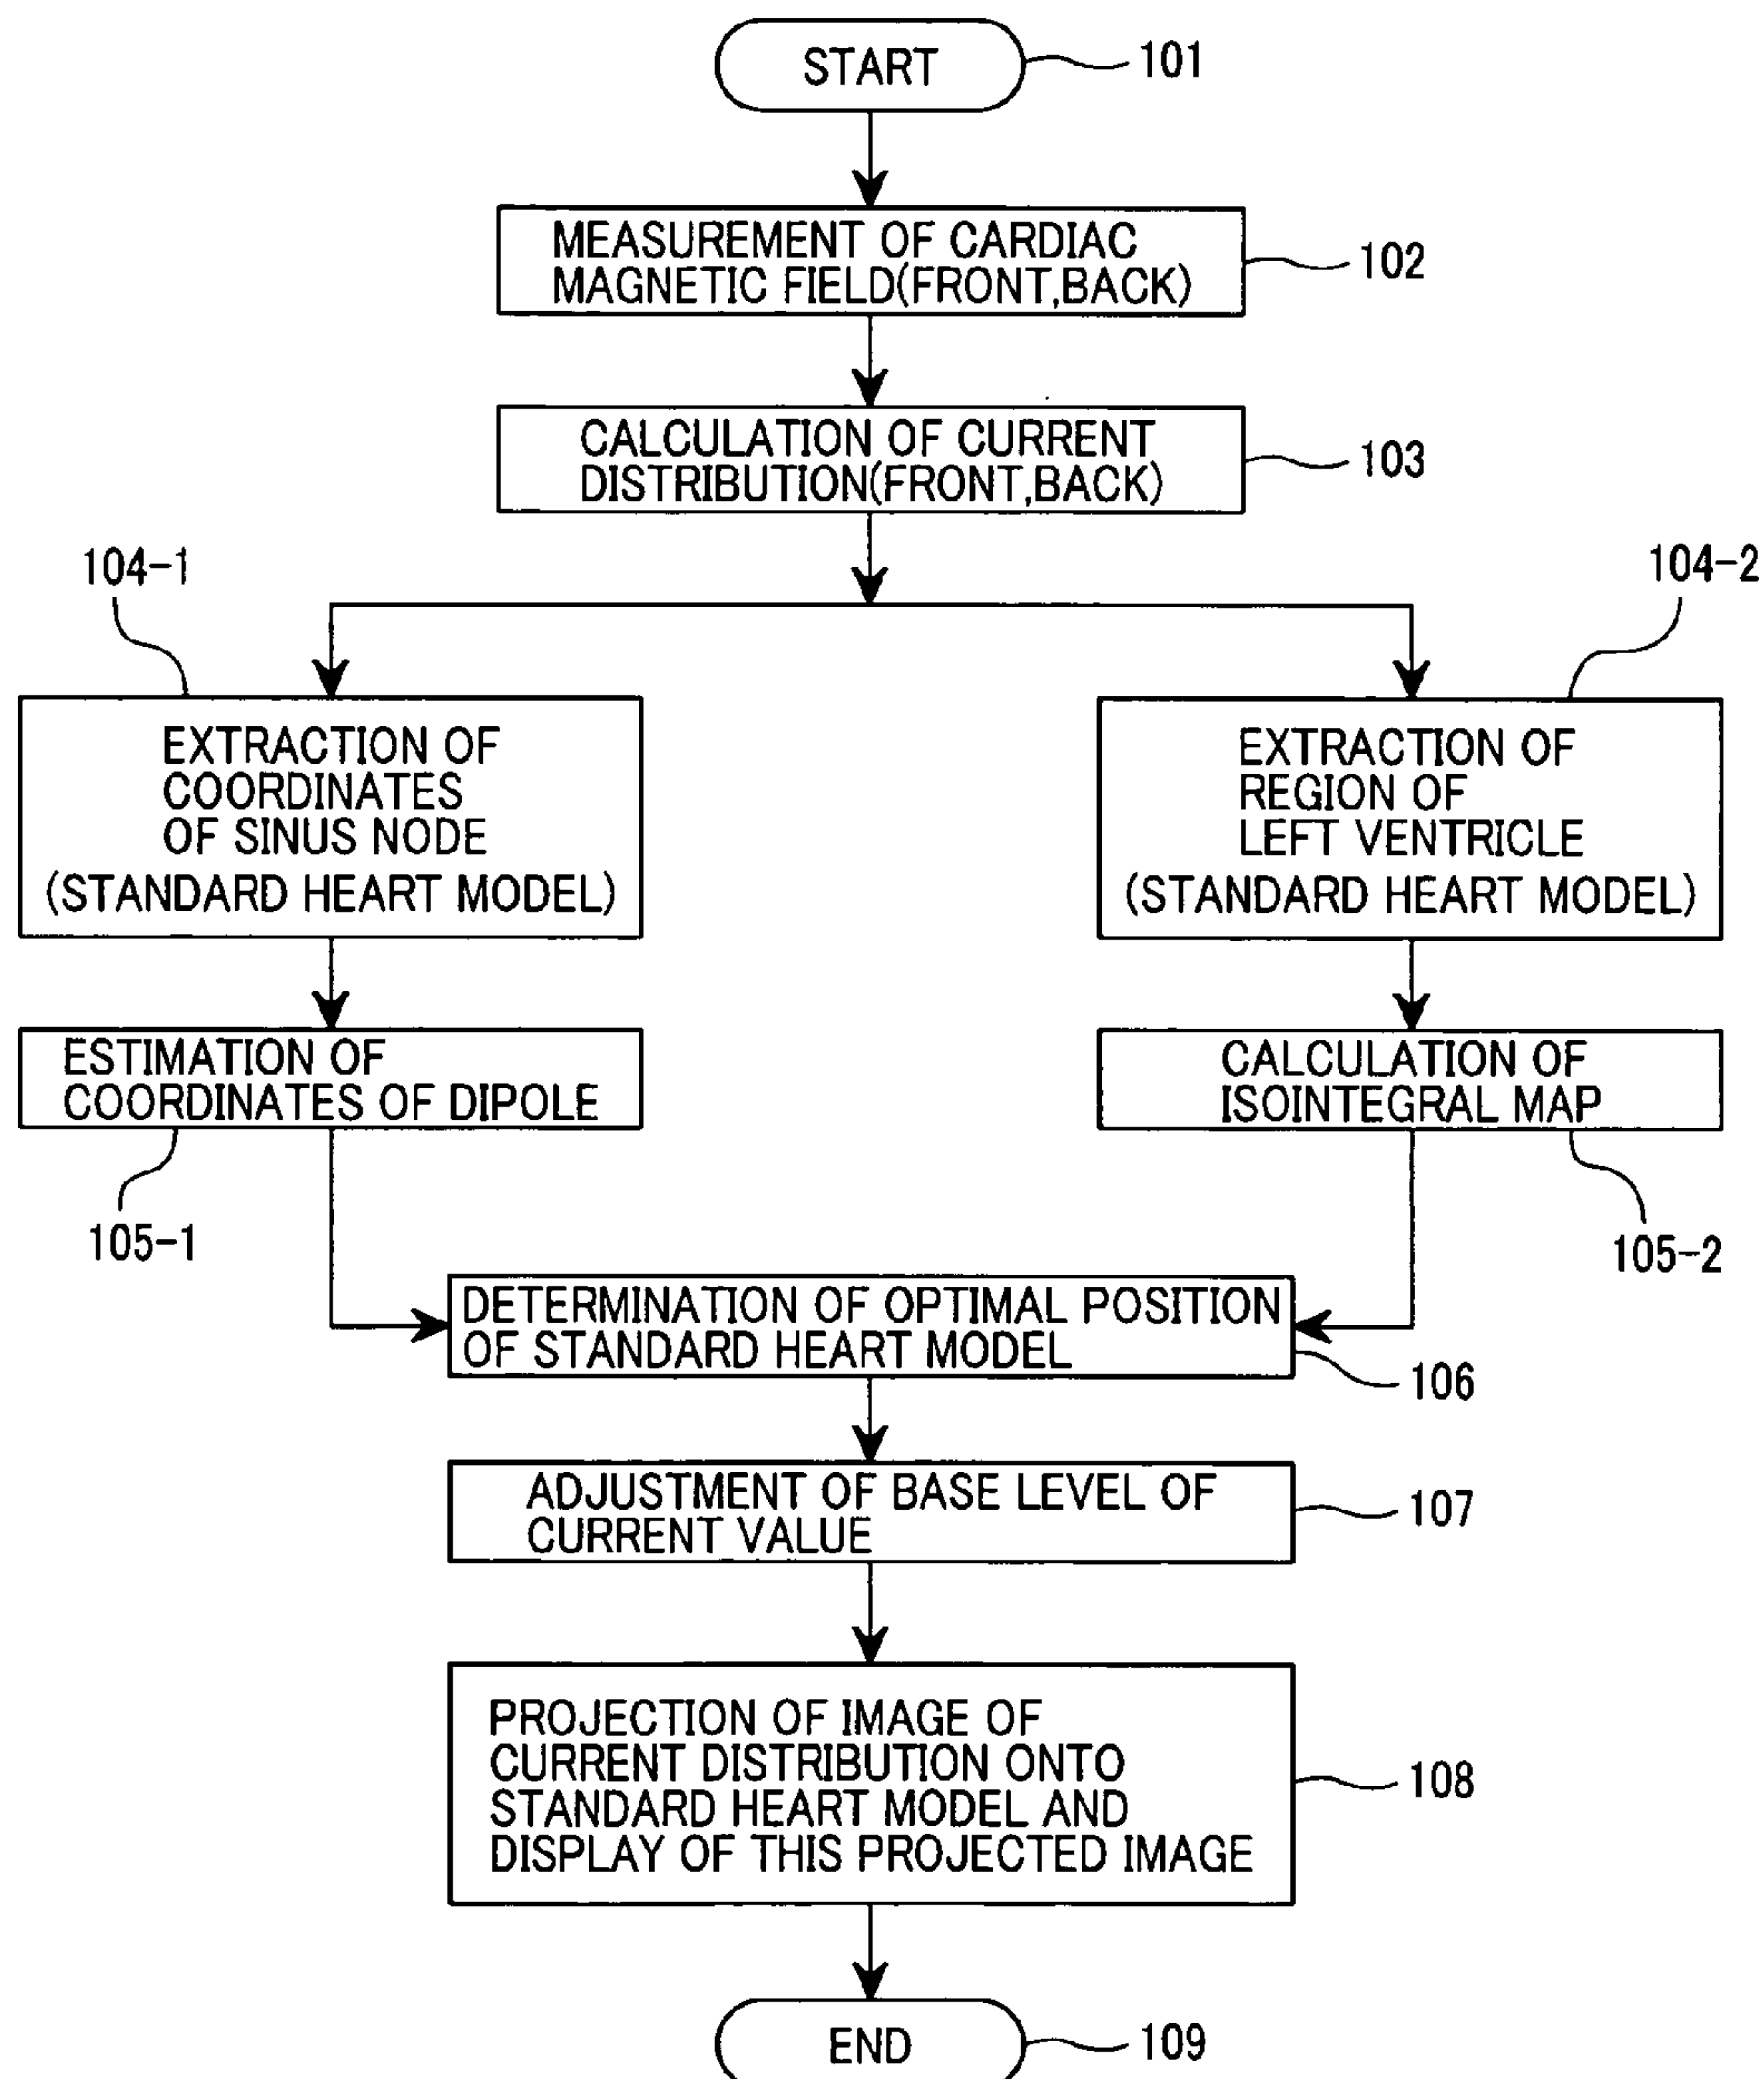 START
101
MEASUREMENT OF CARDIAC
MAGNETIC FIELD(FRONT,BACK)
102
CALCULATION OF CURRENT
DISTRIBUTION(FRONT,BACK)
103
104-1
104-2
EXTRACTION OF
COORDINATES
OF SINUS NODE
(STANDARD HEART MODEL)
EXTRACTION OF
REGION OF
LEFT VENTRICLE
(STANDARD HEART MODEL)
ESTIMATION OF
COORDINATES OF DIPOLE
CALCULATION OF
ISOINTEGRAL MAP
105-1
105-2
DETERMINATION OF OPTIMAL POSITION
OF STANDARD HEART MODEL
106
ADJUSTMENT OF BASE LEVEL OF
CURRENT VALUE
107
PROJECTION OF IMAGE OF
CURRENT DISTRIBUTION ONTO
STANDARD HEART MODEL AND
DISPLAY OF THIS PROJECTED IMAGE
108
END
109